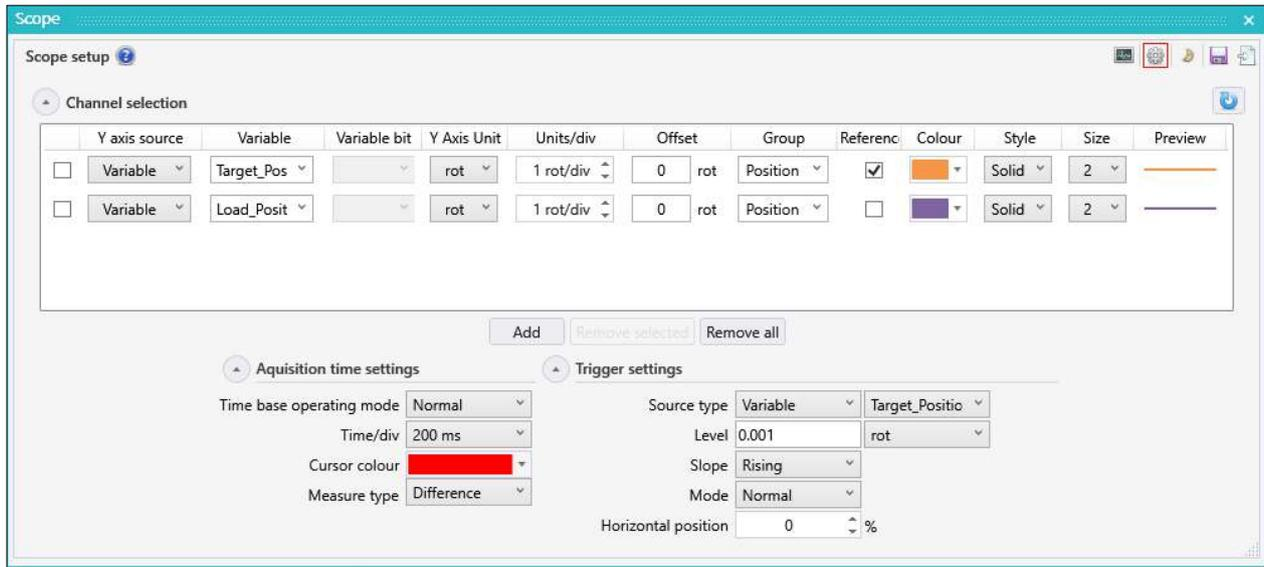 Scope
Scope setup
Channel selection
Y axis source Variable Variable bit Y Axis Unit Units/div Offset Group Referenc Colour Style Size Preview
Variable Target_Pos rot 1 rot/div 0 rot Position Solid 2
Variable Load_Posit rot 1 rot/div 0 rot Position Solid 2
Add Remove selected Remove all
Aquisition time settings Trigger settings
Time base operating mode Normal Source type Variable Target_Positio
Time/div 200 ms Level 0.001 rot
Cursor colour Slope Rising
Measure type Difference Mode Normal
Horizontal position 0 %